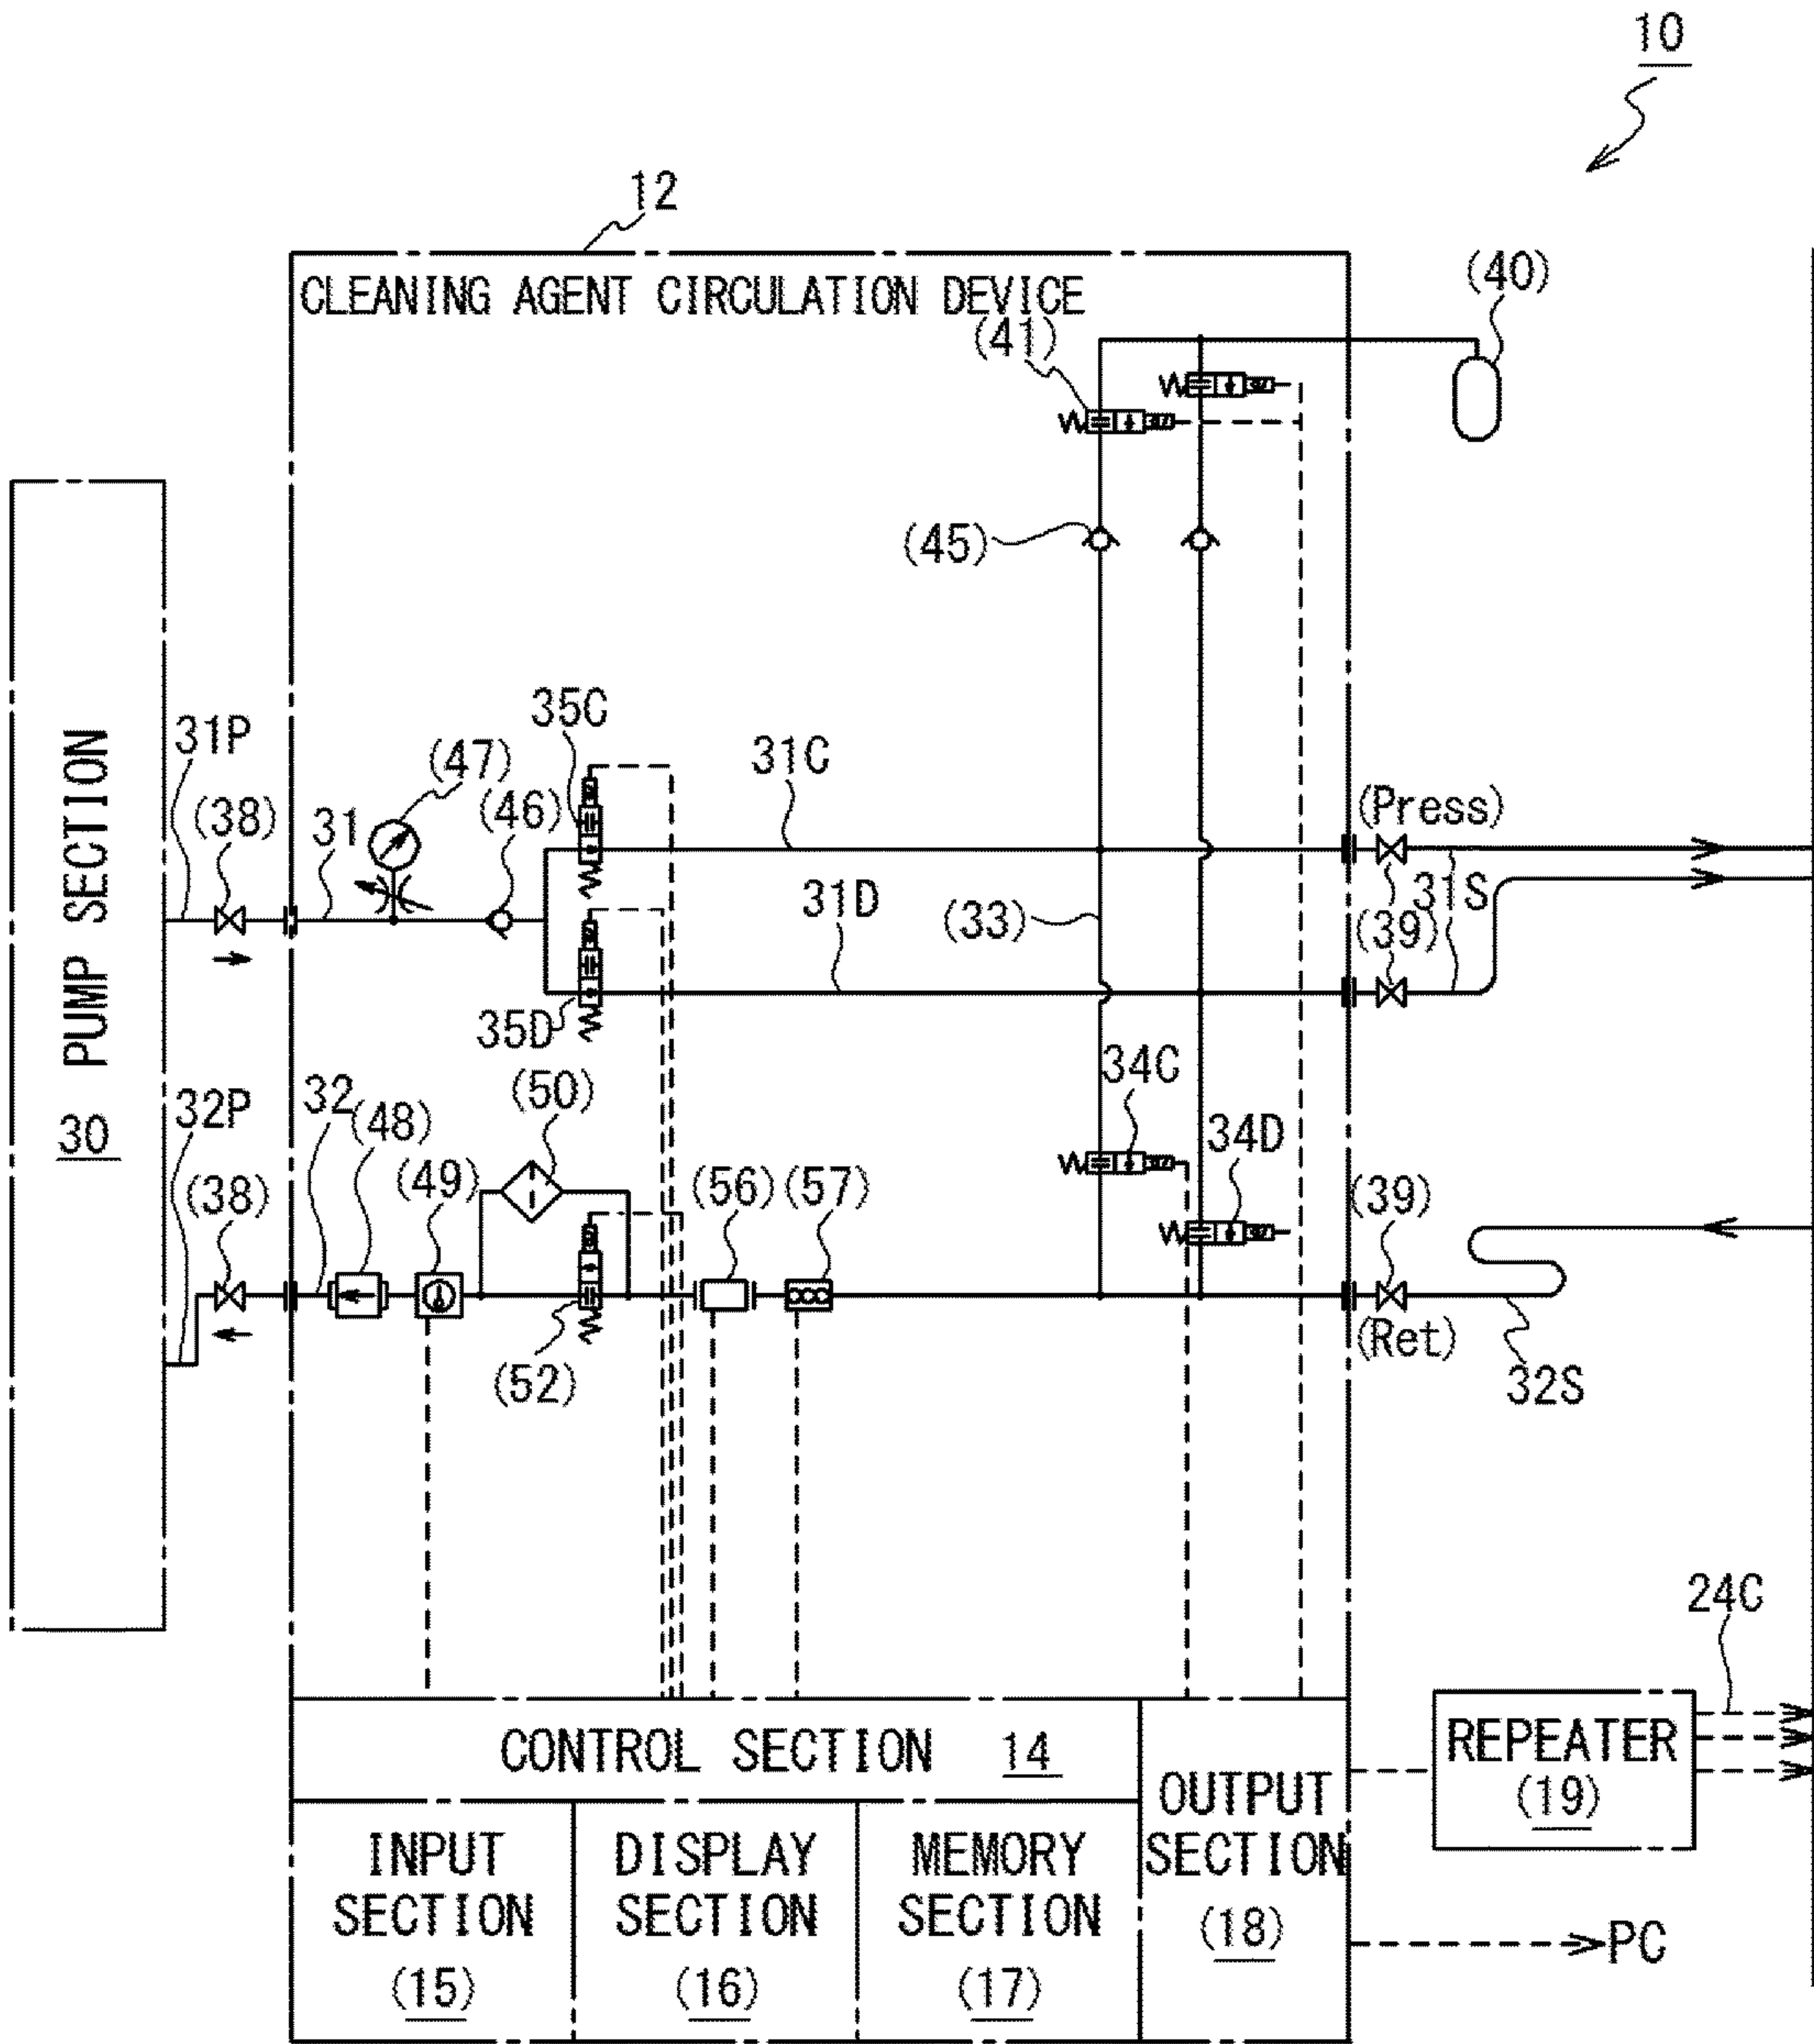 10
12
CLEANING AGENT CIRCULATION DEVICE
(40)
(41)
(45)
35C
31P
(47)
31C
(38)
31
(46)
(Press)
31D
(33)
31S
(39)
35D
34C
(50)
32P
32
(48)
34D
(49)
(56)
(57)
(38)
(39)
(52)
(Ret)
32S
30 PUMP SECTION
24C
CONTROL SECTION 14
REPEATER
(19)
OUTPUT
SECTION
(18)
INPUT
SECTION
(15)
DISPLAY
SECTION
(16)
MEMORY
SECTION
(17)
PC